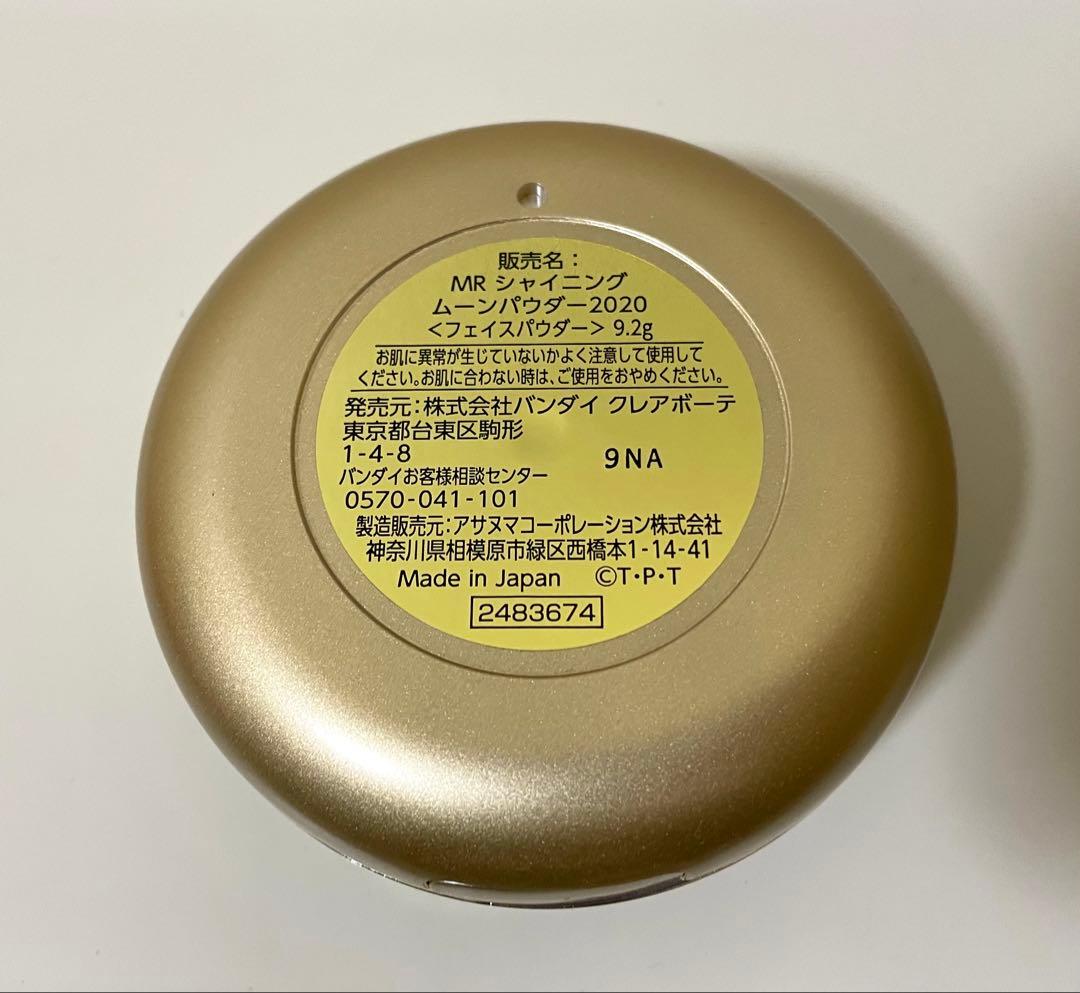 販売名：
MR シャイニング
ムーンパウダー2020
＜フェイスパウダー＞ 9.2g
お肌に異常が生じていないかよく注意して使用して
ください。お肌に合わない時は、ご使用をおやめください。
発売元：株式会社バンダイ クレアボーテ
東京都台東区駒形
1-4-8
9NA
バンダイお客様相談センター
0570-041-101
製造販売元：アサヌマコーポレーション株式会社
神奈川県相模原市緑区西橋本1-14-41
Made in Japan ©T・P・T
2483674